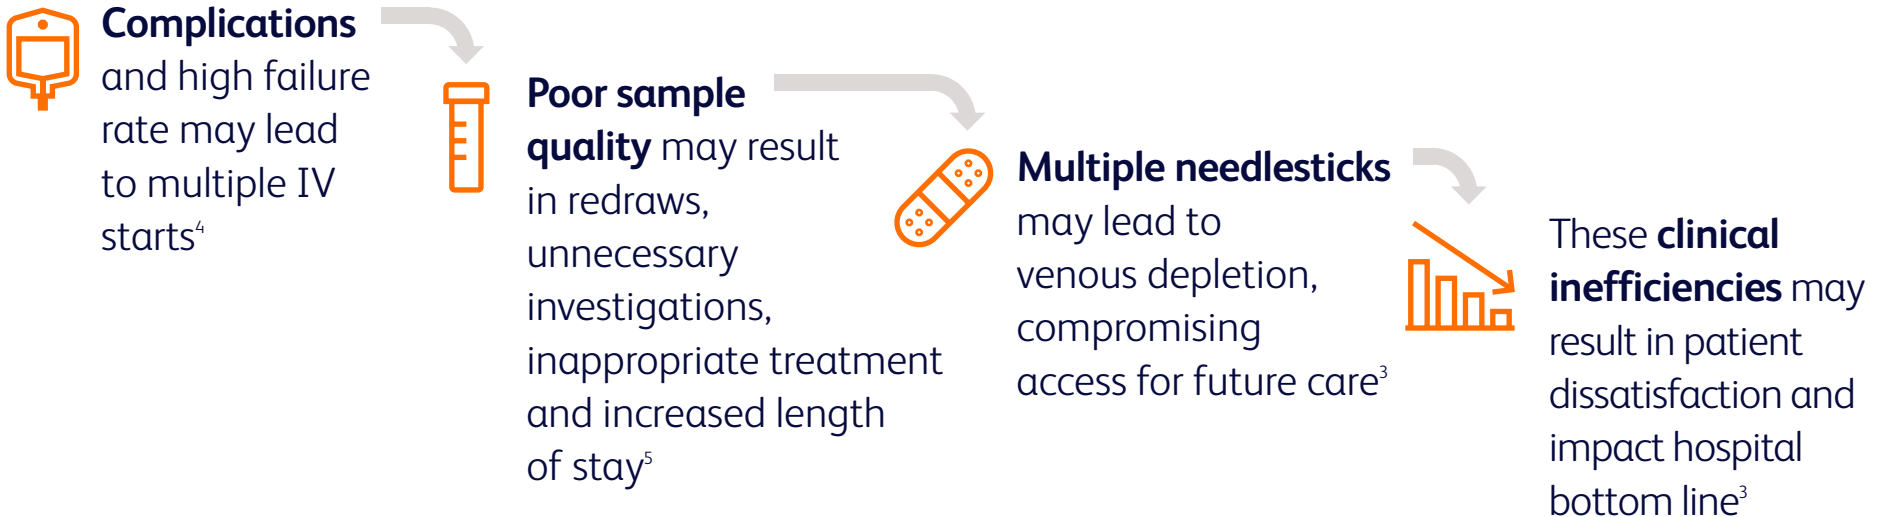 Complications
and high failure
rate may lead
to multiple IV
starts⁴
Poor sample
quality may result
in redraws,
unnecessary
investigations,
inappropriate treatment
and increased length
of stay⁵
Multiple needlesticks
may lead to
venous depletion,
compromising
access for future care³
These clinical
inefficiencies may
result in patient
dissatisfaction and
impact hospital
bottom line³